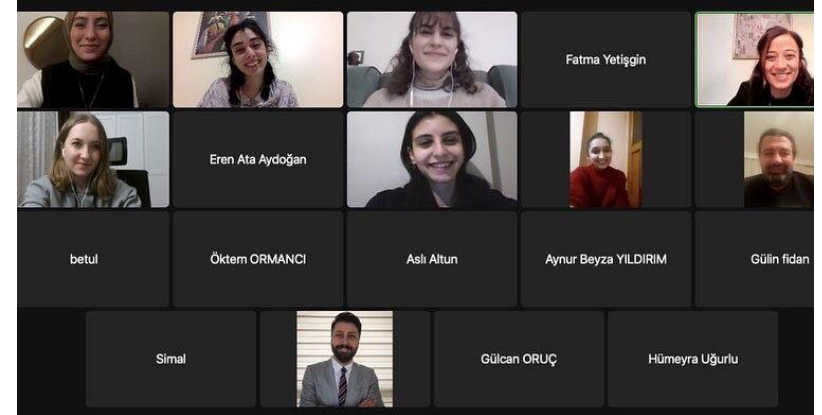 Fatma Yetişgin
Eren Ata Aydoğan
betul
Öktem ORMANCI
Aslı Altun
Aynur Beyza YILDIRIM
Gülin fidan
Simal
Gülcan ORUÇ
Hümeyra Uğurlu